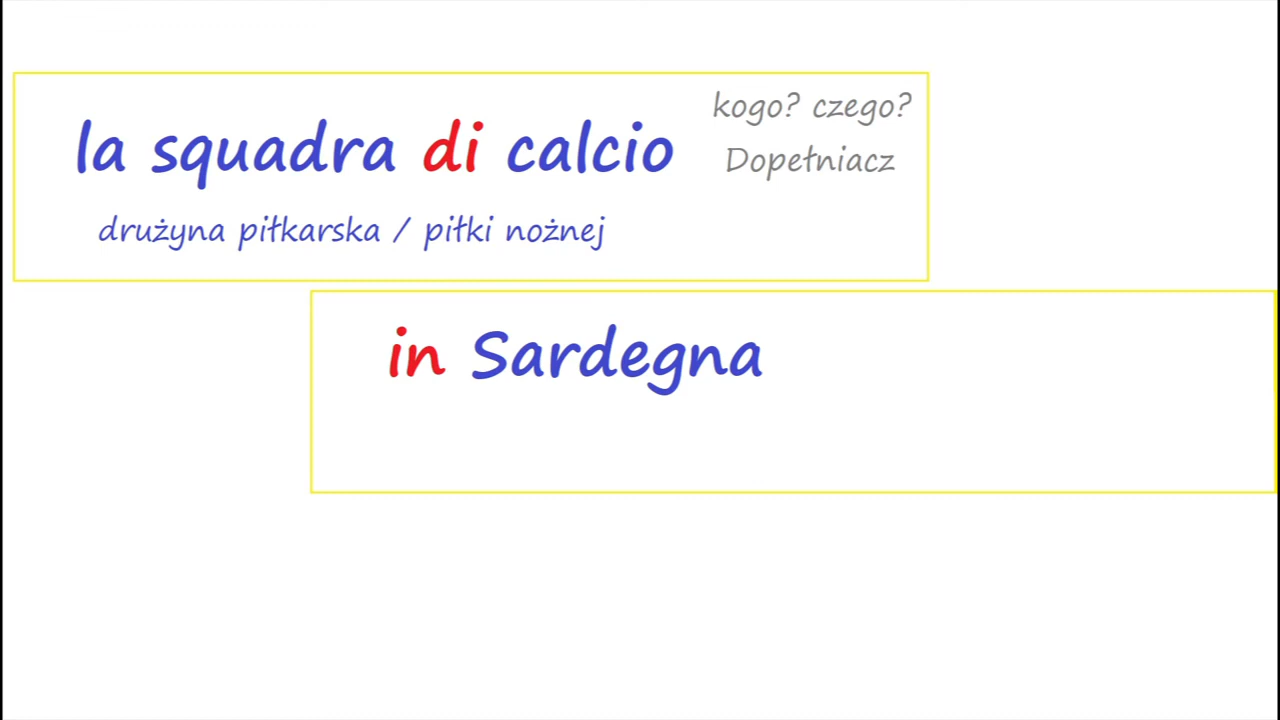 la squadra di calcio
kogo? czego?
Dopełniacz
drużyna piłkarska / piłki nożnej
in Sardegna